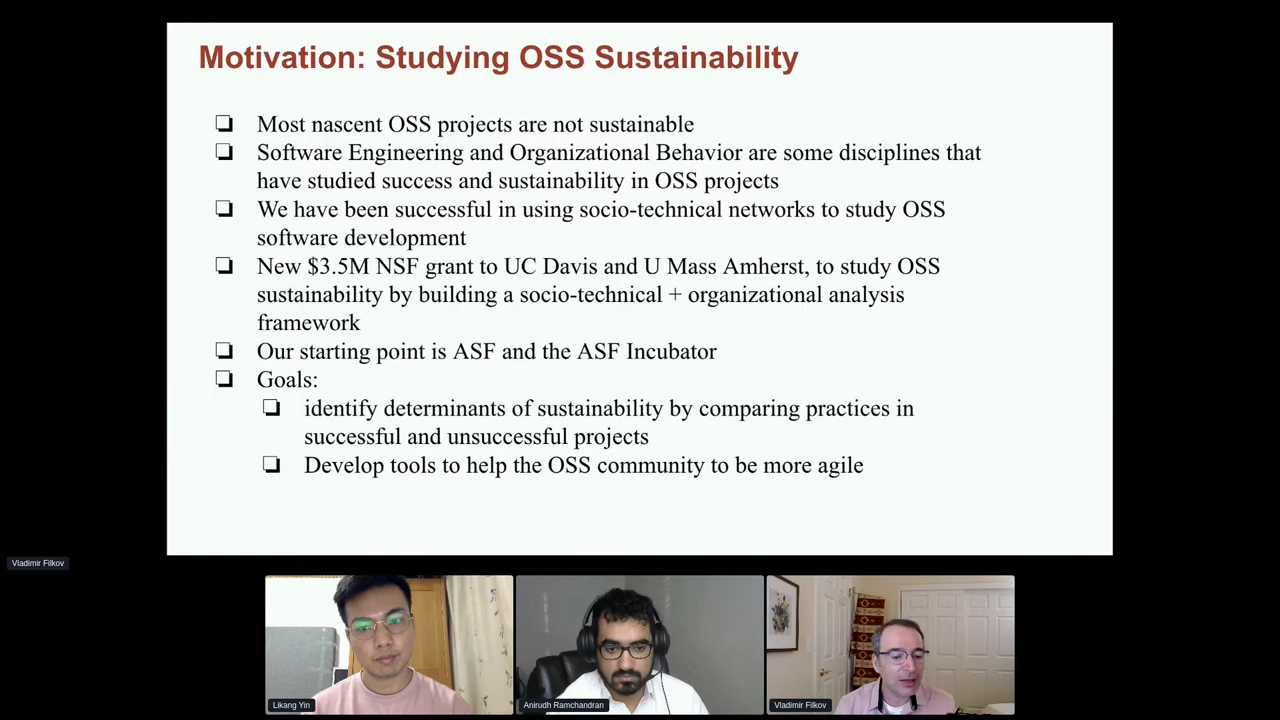 Motivation: Studying OSS Sustainability
❏ Most nascent OSS projects are not sustainable
❏ Software Engineering and Organizational Behavior are some disciplines that
have studied success and sustainability in OSS projects
❏ We have been successful in using socio-technical networks to study OSS
software development
❏ New $3.5M NSF grant to UC Davis and U Mass Amherst, to study OSS
sustainability by building a socio-technical + organizational analysis
framework
❏ Our starting point is ASF and the ASF Incubator
❏ Goals:
❏ identify determinants of sustainability by comparing practices in
successful and unsuccessful projects
❏ Develop tools to help the OSS community to be more agile
Vladimir Filkov
Likang Yin
Anirudh Ramchandran
Vladimir Filkov